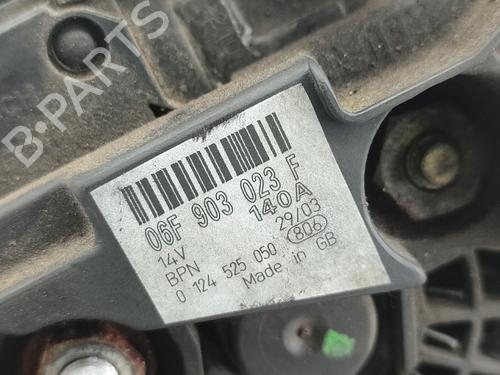 B-PARTS
06F 903 023 F
14V 140A
BPN 29/03
0 124 525 050 806
Made in GB